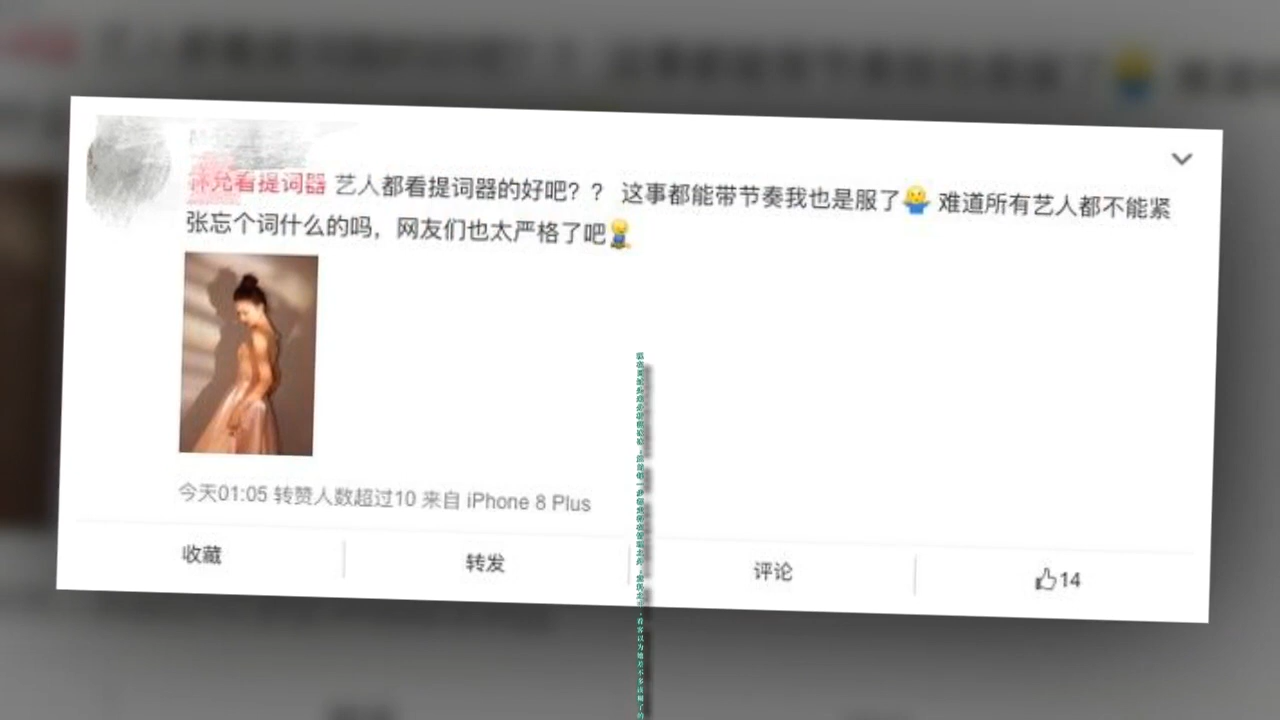 看提词器 艺人都看提词器的好吧？？ 这事都能带节奏我也是服了🤷 难道所有艺人都不能紧
张忘个词什么的吗，网友们也太严格了吧
今天01:05 转赞人数超过10 来自 iPhone 8 Plus
收藏
转发
评论
14